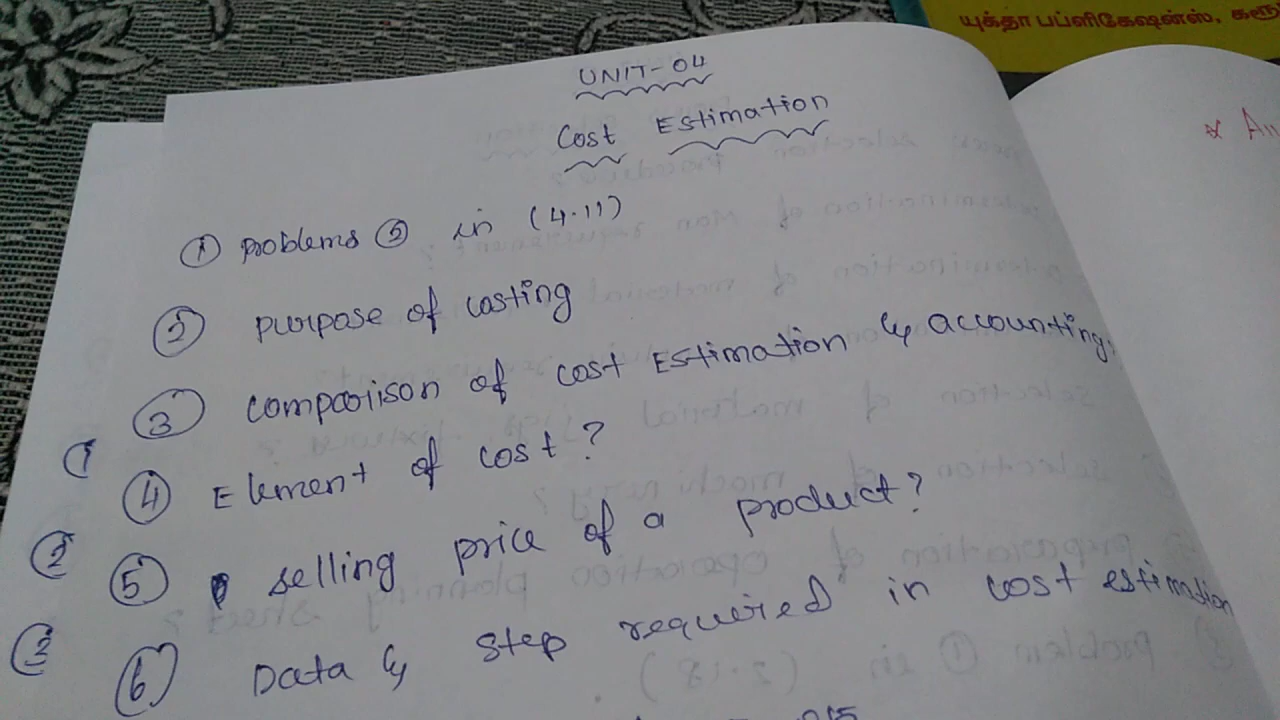 யுக்தா பப்ளிகேஷன்ஸ், கரூ
UNIT-04
Cost Estimation
① problems ② in (4.11)
② purpose of costing
③ comparison of cost Estimation & accounting.
① ④ Element of cost?
② ⑤ selling price of a product?
③ ⑥ Data & step required in cost estimation